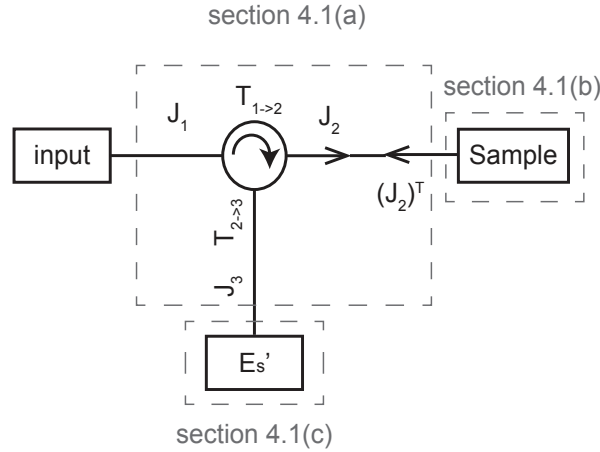 section 4.1(a)
section 4.1(b)
J1
T1->2
J2
input
Sample
(J2)T
T2->3
J3
Es’
section 4.1(c)